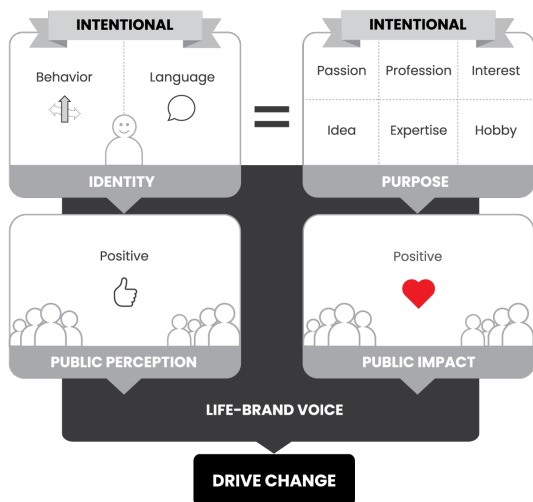 INTENTIONAL
Behavior
Language
IDENTITY
=
INTENTIONAL
Passion
Profession
Interest
Idea
Expertise
Hobby
PURPOSE
Positive
PUBLIC PERCEPTION
Positive
PUBLIC IMPACT
LIFE-BRAND VOICE
DRIVE CHANGE